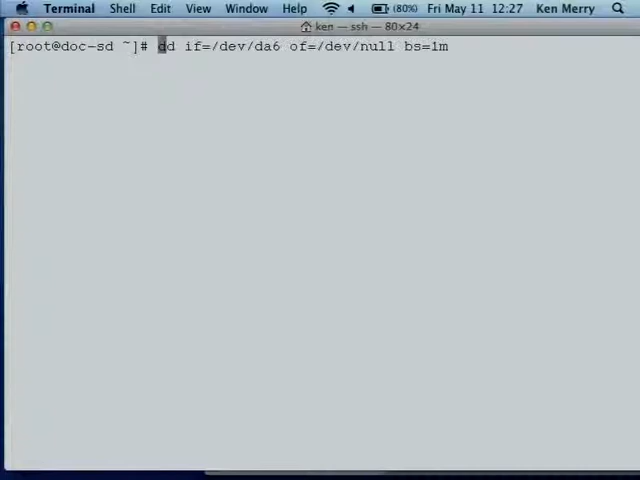 Terminal Shell Edit View Window Help (80%) Fri May 11 12:27 Ken Merry
ken — ssh — 80×24
[root@doc-sd ~]# dd if=/dev/da6 of=/dev/null bs=1m